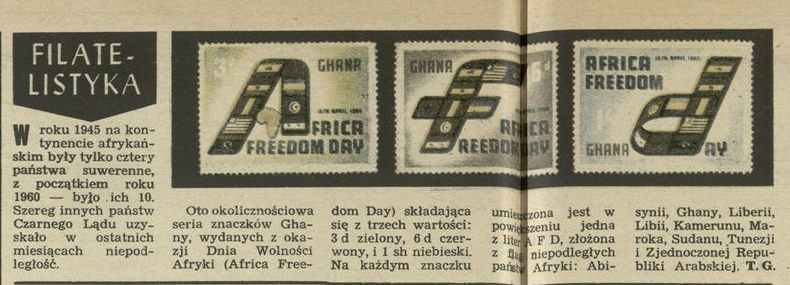 FILATE-
LISTYKA
W roku 1945 na kon-
tynencie afrykań-
skim były tylko cztery
państwa suwerenne,
z początkiem roku
1960 — było ich 10.
Szereg innych państw
Czarnego Lądu uzy-
skało w ostatnich
miesiącach niepod-
ległość.
GHANA
AFRICA
FREEDOM DAY
GHANA
AFRICA
FREEDOM DAY
AFRICA
FREEDOM
GHANA DAY
Oto okolicznościowa
seria znaczków Gha-
ny, wydanych z oka-
zji Dnia Wolności
Afryki (Africa Free-
dom Day) składająca
się z trzech wartości:
3 d zielony, 6 d czer-
wony, i 1 sh niebieski.
Na każdym znaczku
umieszczona jest w
powiększeniu jedna
z liter A F D, złożona
z flag niepodległych
państw Afryki: Abi-
synii, Ghany, Liberii,
Libii, Kamerunu, Ma-
roka, Sudanu, Tunezji
i Zjednoczonej Repu-
bliki Arabskiej. T. G.